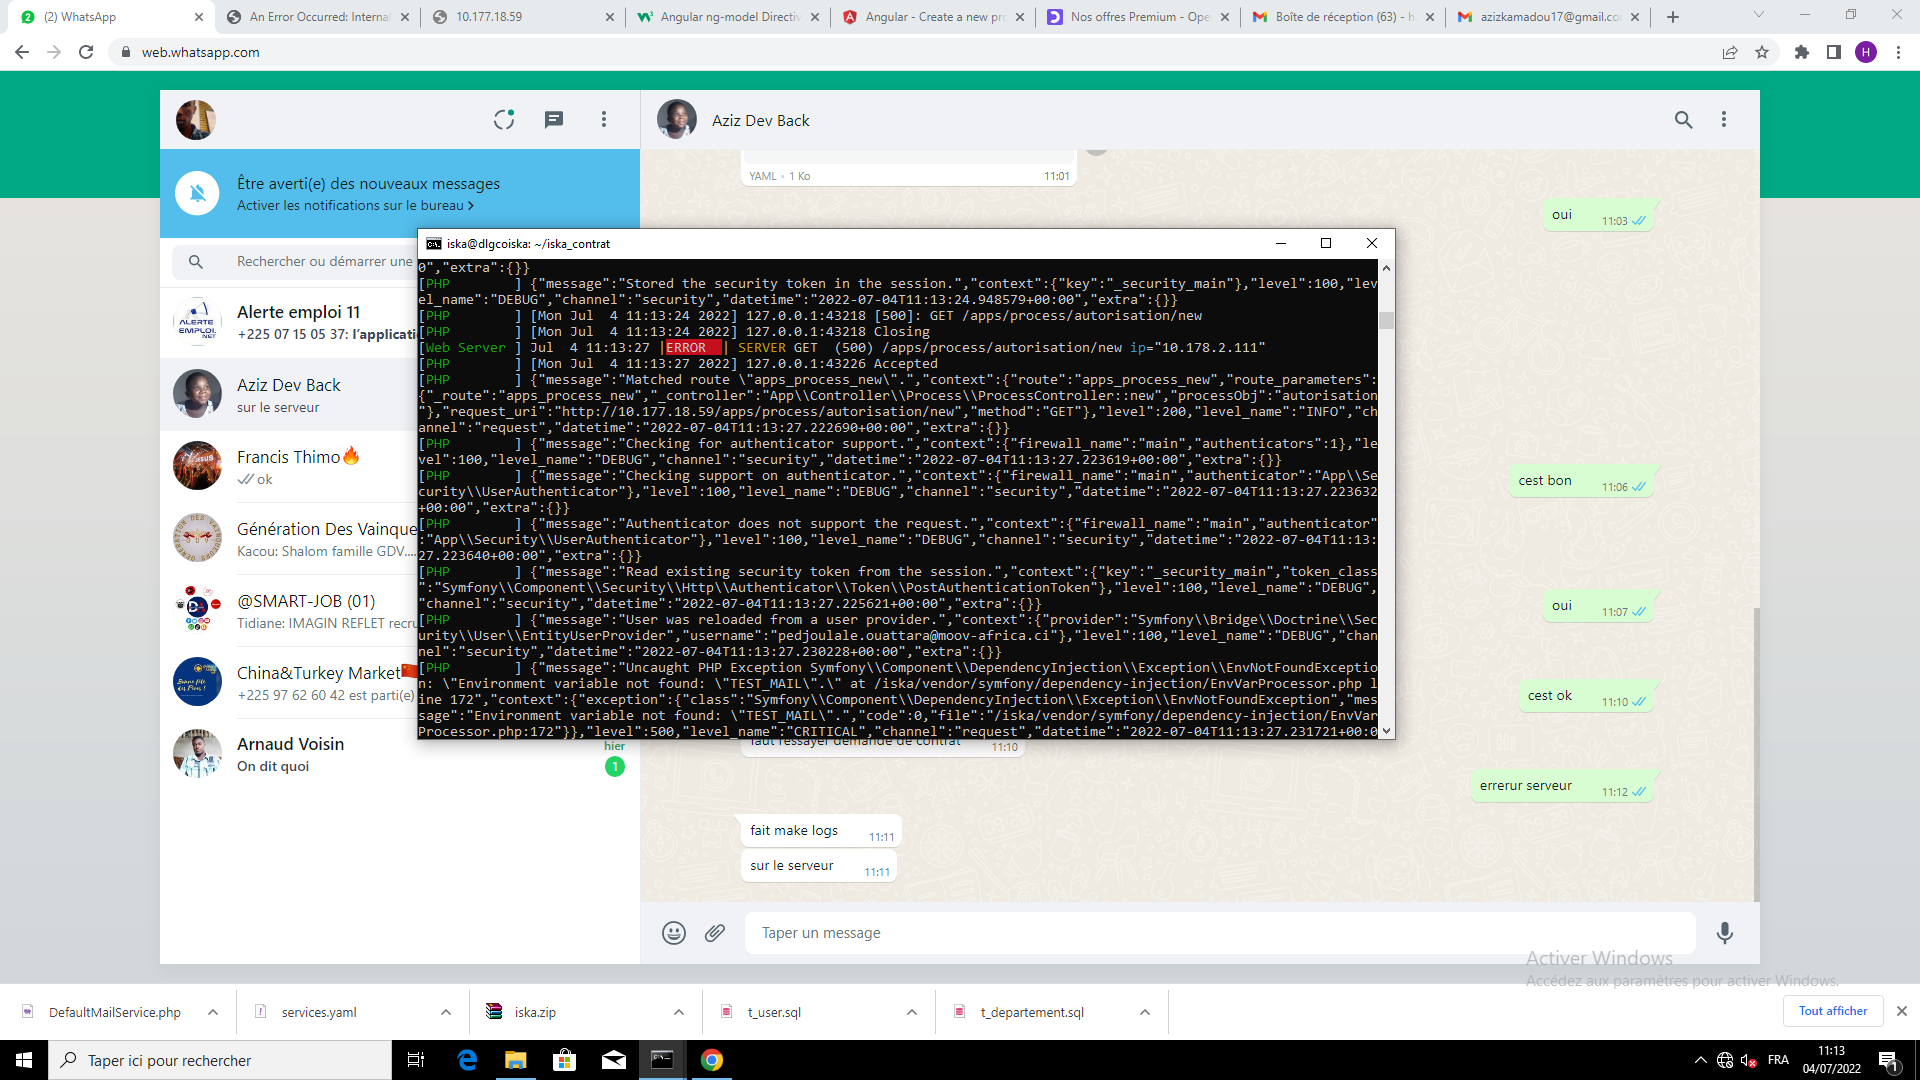 (2) WhatsApp
An Error Occurred: Internal
10.177.18.59
Angular ng-model Directiv
Angular - Create a new pro
Nos offres Premium - Ope
Boîte de réception (63) - h
azizkamadou17@gmail.co
web.whatsapp.com
H
Aziz Dev Back
Être averti(e) des nouveaux messages
Activer les notifications sur le bureau >
YAML • 1 Ko 11:01
oui 11:03
Rechercher ou démarrer une
Alerte emploi 11
+225 07 15 05 37: l'applicatio
Aziz Dev Back
sur le serveur
Francis Thimo🔥
ok
Génération Des Vainque
Kacou: Shalom famille GDV....
@SMART-JOB (01)
Tidiane: IMAGIN REFLET recru
China&Turkey Market
+225 97 62 60 42 est parti(e)
Arnaud Voisin
hier
On dit quoi
1
iska@dlgcoiska: ~/iska_contrat
0","extra":{}}
[PHP        ] {"message":"Stored the security token in the session.","context":{"key":"_security_main"},"level":100,"lev
el_name":"DEBUG","channel":"security","datetime":"2022-07-04T11:13:24.948579+00:00","extra":{}}
[PHP        ] [Mon Jul  4 11:13:24 2022] 127.0.0.1:43218 [500]: GET /apps/process/autorisation/new
[PHP        ] [Mon Jul  4 11:13:24 2022] 127.0.0.1:43218 Closing
[Web Server ] Jul  4 11:13:27 |ERROR  | SERVER GET  (500) /apps/process/autorisation/new ip="10.178.2.111"
[PHP        ] [Mon Jul  4 11:13:27 2022] 127.0.0.1:43226 Accepted
[PHP        ] {"message":"Matched route \"apps_process_new\".","context":{"route":"apps_process_new","route_parameters":
{"_route":"apps_process_new","_controller":"App\\Controller\\Process\\ProcessController::new","processObj":"autorisation
"},"request_uri":"http://10.177.18.59/apps/process/autorisation/new","method":"GET"},"level":200,"level_name":"INFO","ch
annel":"request","datetime":"2022-07-04T11:13:27.222690+00:00","extra":{}}
[PHP        ] {"message":"Checking for authenticator support.","context":{"firewall_name":"main","authenticators":1},"le
vel":100,"level_name":"DEBUG","channel":"security","datetime":"2022-07-04T11:13:27.223619+00:00","extra":{}}
[PHP        ] {"message":"Checking support on authenticator.","context":{"firewall_name":"main","authenticator":"App\\Se
curity\\UserAuthenticator"},"level":100,"level_name":"DEBUG","channel":"security","datetime":"2022-07-04T11:13:27.223632
+00:00","extra":{}}
[PHP        ] {"message":"Authenticator does not support the request.","context":{"firewall_name":"main","authenticator"
:"App\\Security\\UserAuthenticator"},"level":100,"level_name":"DEBUG","channel":"security","datetime":"2022-07-04T11:13:
27.223640+00:00","extra":{}}
[PHP        ] {"message":"Read existing security token from the session.","context":{"key":"_security_main","token_class
":"Symfony\\Component\\Security\\Http\\Authenticator\\Token\\PostAuthenticationToken"},"level":100,"level_name":"DEBUG",
"channel":"security","datetime":"2022-07-04T11:13:27.225621+00:00","extra":{}}
[PHP        ] {"message":"User was reloaded from a user provider.","context":{"provider":"Symfony\\Bridge\\Doctrine\\Sec
urity\\User\\EntityUserProvider","username":"pedjoulale.ouattara@moov-africa.ci"},"level":100,"level_name":"DEBUG","chan
nel":"security","datetime":"2022-07-04T11:13:27.230228+00:00","extra":{}}
[PHP        ] {"message":"Uncaught PHP Exception Symfony\\Component\\DependencyInjection\\Exception\\EnvNotFoundExceptio
n: \"Environment variable not found: \"TEST_MAIL\".\" at /iska/vendor/symfony/dependency-injection/EnvVarProcessor.php l
ine 172","context":{"exception":{"class":"Symfony\\Component\\DependencyInjection\\Exception\\EnvNotFoundException","mes
sage":"Environment variable not found: \"TEST_MAIL\".","code":0,"file":"/iska/vendor/symfony/dependency-injection/EnvVar
Processor.php:172"}},"level":500,"level_name":"CRITICAL","channel":"request","datetime":"2022-07-04T11:13:27.231721+00:0
cest bon 11:06
oui 11:07
cest ok 11:10
faut ressayer demande de contrat 11:10
errerur serveur 11:12
fait make logs 11:11
sur le serveur 11:11
Taper un message
Activer Windows
Accédez aux paramètres pour activer Windows.
DefaultMailService.php
services.yaml
iska.zip
t_user.sql
t_departement.sql
Tout afficher
Taper ici pour rechercher
FRA
11:13
04/07/2022
1